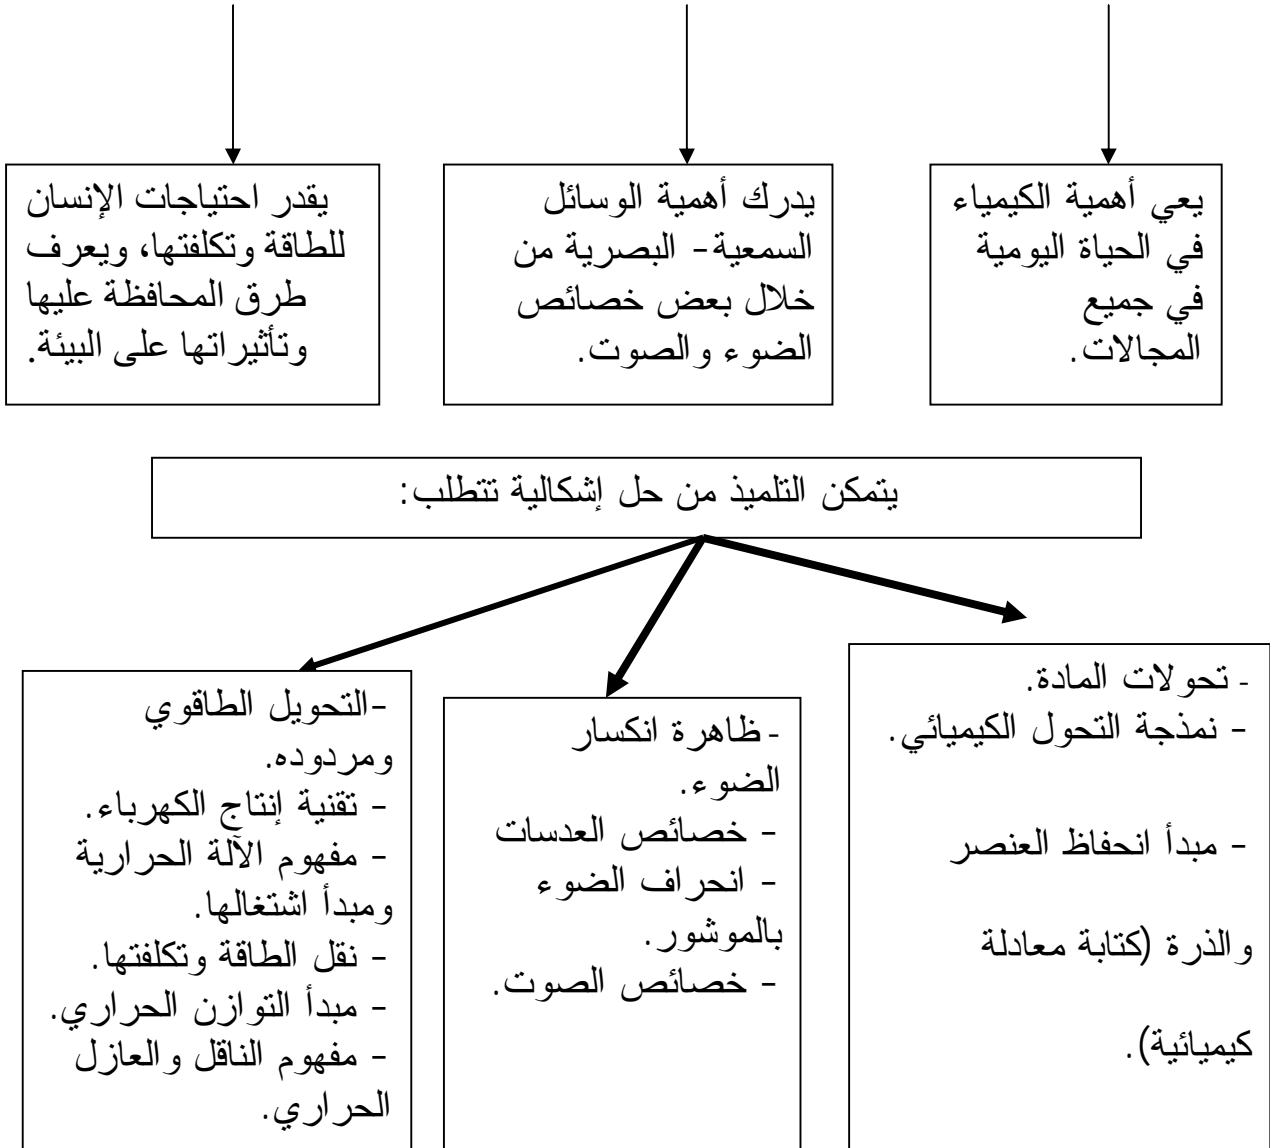 يعي أهمية الكيمياء
في الحياة اليومية
في جميع
المجالات.
يدرك أهمية الوسائل
السمعية- البصرية من
خلال بعض خصائص
الضوء والصوت.
يقدر احتياجات الإنسان
للطاقة وتكلفتها، ويعرف
طرق المحافظة عليها
وتأثيراتها على البيئة.
يتمكن التلميذ من حل إشكالية تتطلب:
- تحولات المادة.
- نمذجة التحول الكيميائي.
- مبدأ انحفاظ العنصر
والذرة (كتابة معادلة
كيميائية).
- ظاهرة انكسار
الضوء.
- خصائص العدسات
- انحراف الضوء
بالموشور.
- خصائص الصوت.
-التحويل الطاقوي
ومردوده.
- تقنية إنتاج الكهرباء.
- مفهوم الآلة الحرارية
ومبدأ اشتغالها.
- نقل الطاقة وتكلفتها.
- مبدأ التوازن الحراري.
- مفهوم الناقل والعازل
الحراري.